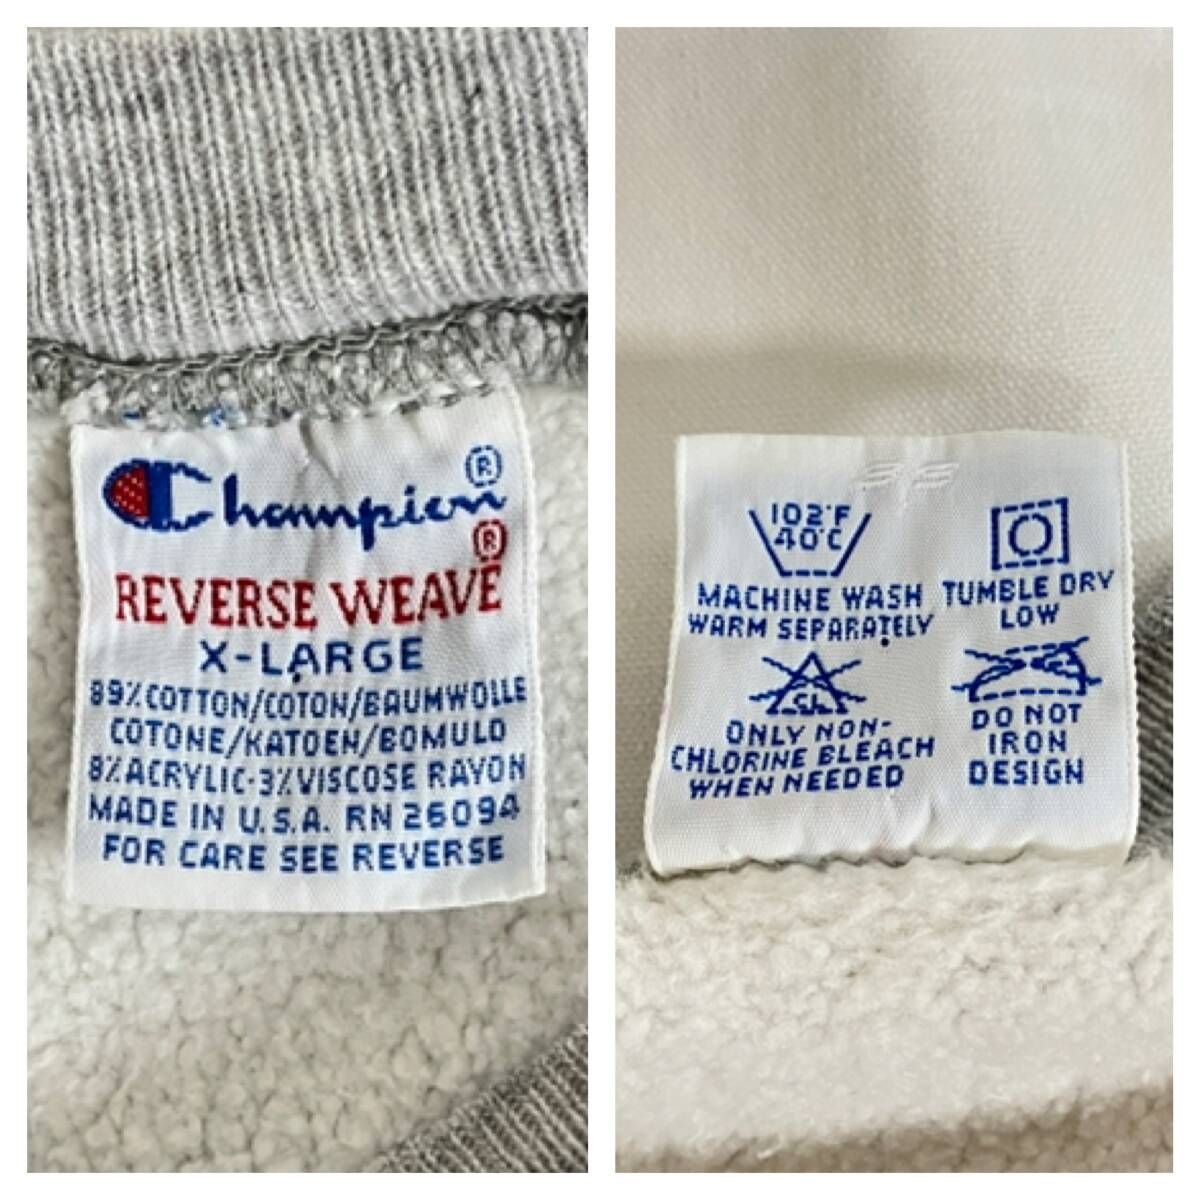 Champion®
REVERSE WEAVE®
X-LARGE
89% COTTON/COTON/BAUMWOLLE
COTONE/KATOEN/BOMULD
8% ACRYLIC-3% VISCOSE RAYON
MADE IN U.S.A. RN 26094
FOR CARE SEE REVERSE
102°F
40°C
MACHINE WASH
WARM SEPARATELY
TUMBLE DRY
LOW
CL
ONLY NON-
CHLORINE BLEACH
WHEN NEEDED
DO NOT
IRON
DESIGN